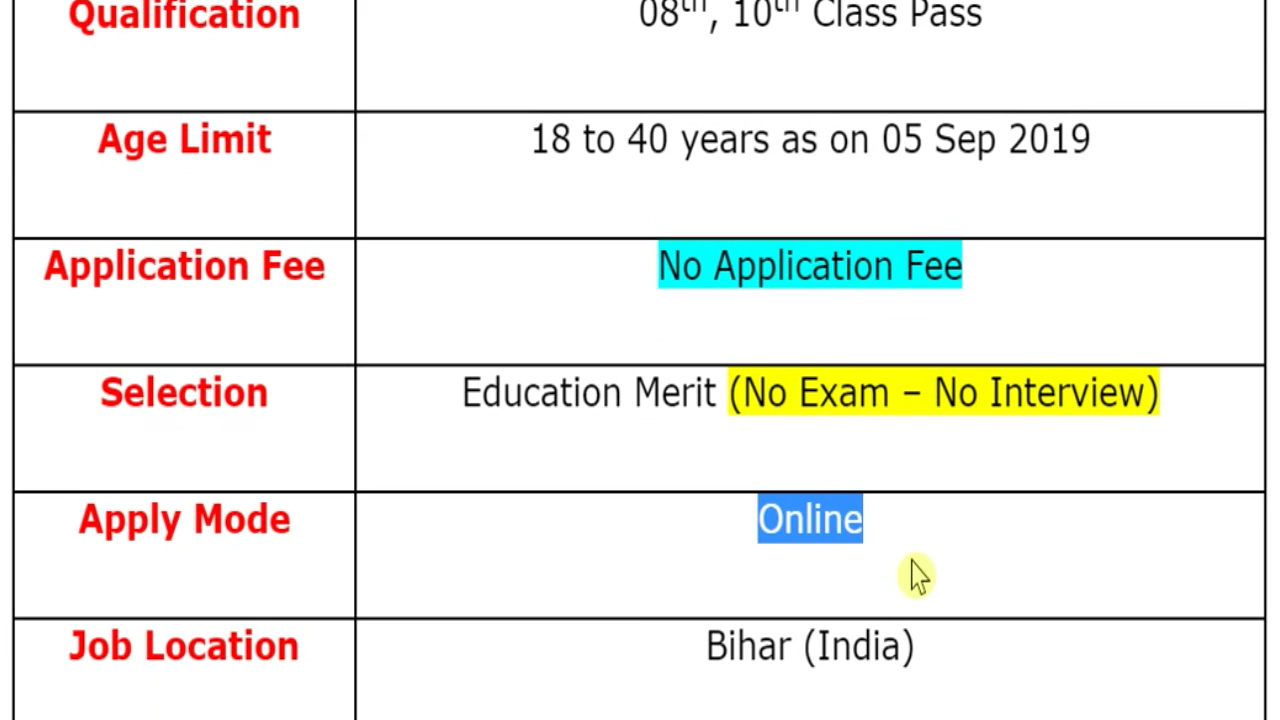 Qualification 08th, 10th Class Pass
Age Limit 18 to 40 years as on 05 Sep 2019
Application Fee No Application Fee
Selection Education Merit (No Exam – No Interview)
Apply Mode Online
Job Location Bihar (India)